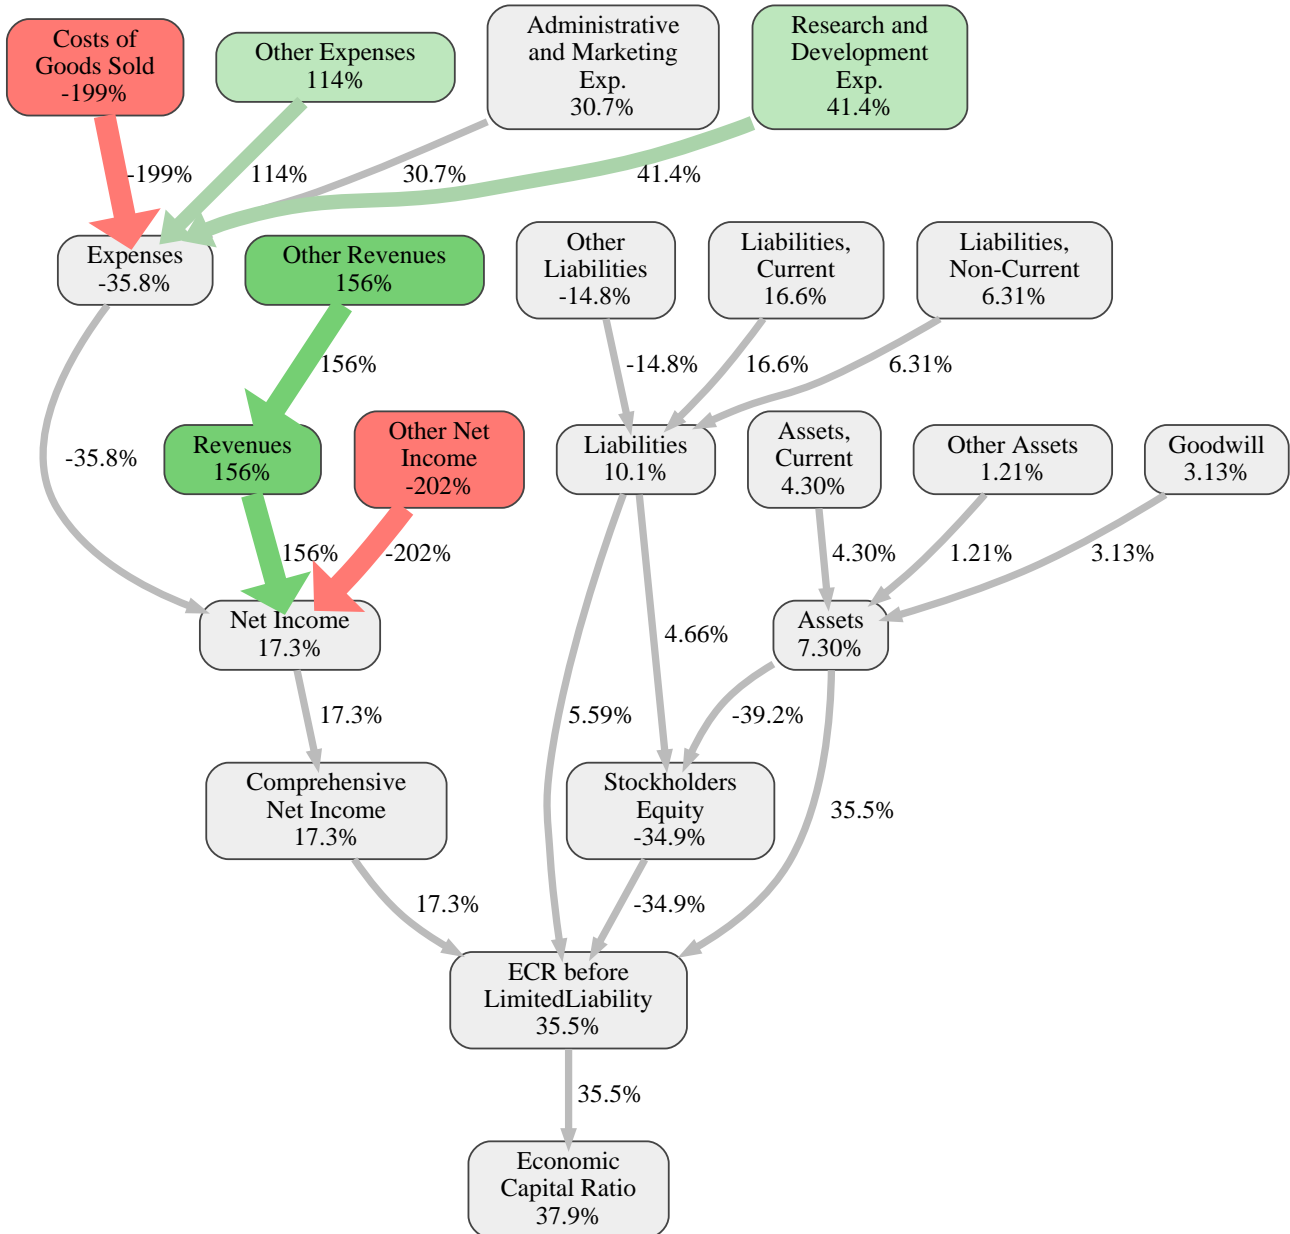 Costs of
Goods Sold
-199%
Other Expenses
114%
Administrative
and Marketing
Exp.
30.7%
Research and
Development
Exp.
41.4%
-199%
114%
30.7%
41.4%
Expenses
-35.8%
Other Revenues
156%
Other
Liabilities
-14.8%
Liabilities,
Current
16.6%
Liabilities,
Non-Current
6.31%
156%
-14.8%
16.6%
6.31%
-35.8%
Revenues
156%
Other Net
Income
-202%
Liabilities
10.1%
Assets,
Current
4.30%
Other Assets
1.21%
Goodwill
3.13%
156%
-202%
4.30%
1.21%
3.13%
Net Income
17.3%
4.66%
Assets
7.30%
17.3%
5.59%
-39.2%
Comprehensive
Net Income
17.3%
Stockholders
Equity
-34.9%
35.5%
17.3%
-34.9%
ECR before
LimitedLiability
35.5%
35.5%
Economic
Capital Ratio
37.9%